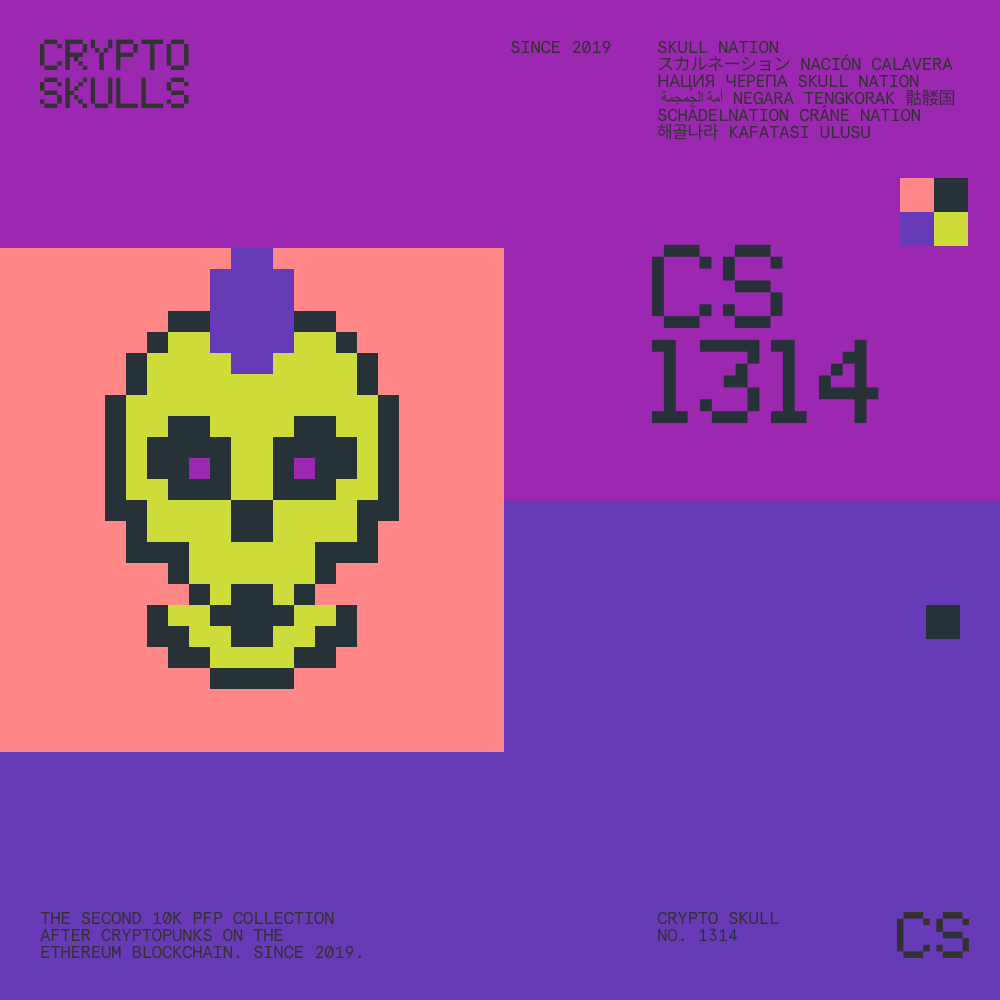 CRYPTO
SKULLS
SINCE 2019
SKULL NATION
スカルネーション NACIÓN CALAVERA
НАЦИЯ ЧЕРЕПА SKULL NATION
أمة الجمجمة NEGARA TENGKORAK 骷髅国
SCHÄDELNATION CRÂNE NATION
해골나라 KAFATASI ULUSU
CS
1314
THE SECOND 10K PFP COLLECTION
AFTER CRYPTOPUNKS ON THE
ETHEREUM BLOCKCHAIN. SINCE 2019.
CRYPTO SKULL
NO. 1314
CS